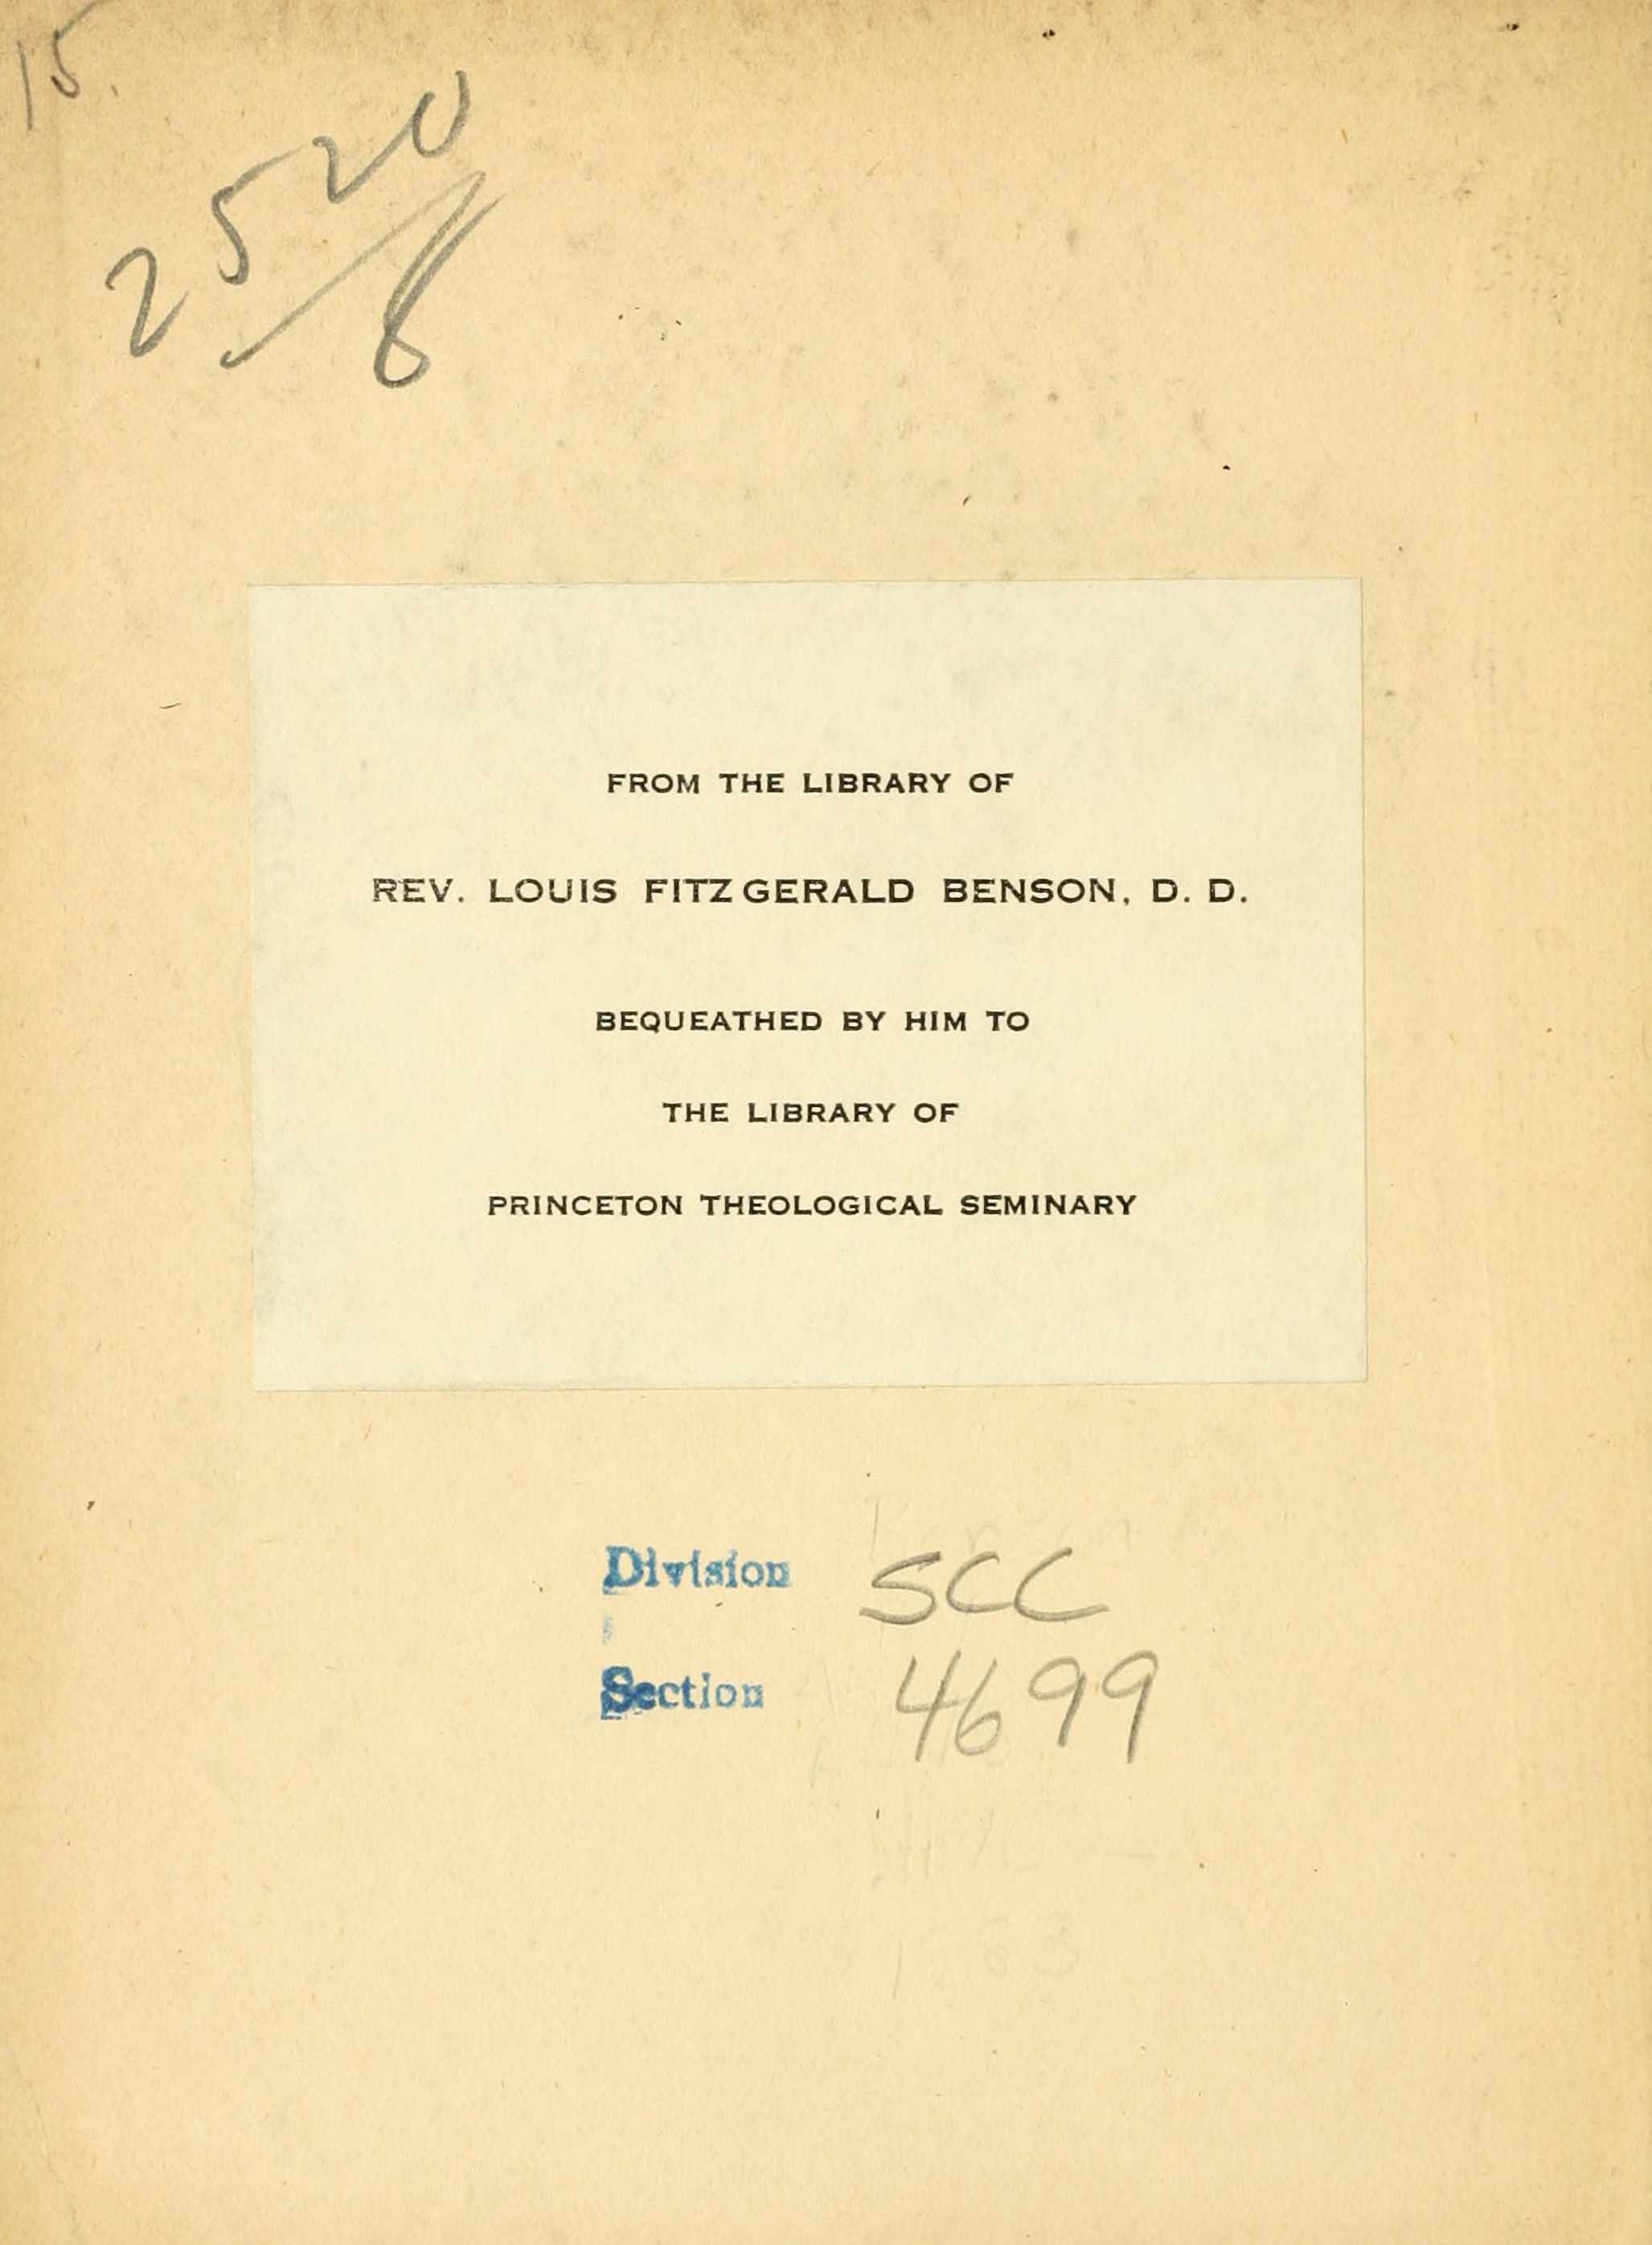 15.
2520
/6
FROM THE LIBRARY OF
REV. LOUIS FITZGERALD BENSON, D. D.
BEQUEATHED BY HIM TO
THE LIBRARY OF
PRINCETON THEOLOGICAL SEMINARY
Division SCC
Section 4699